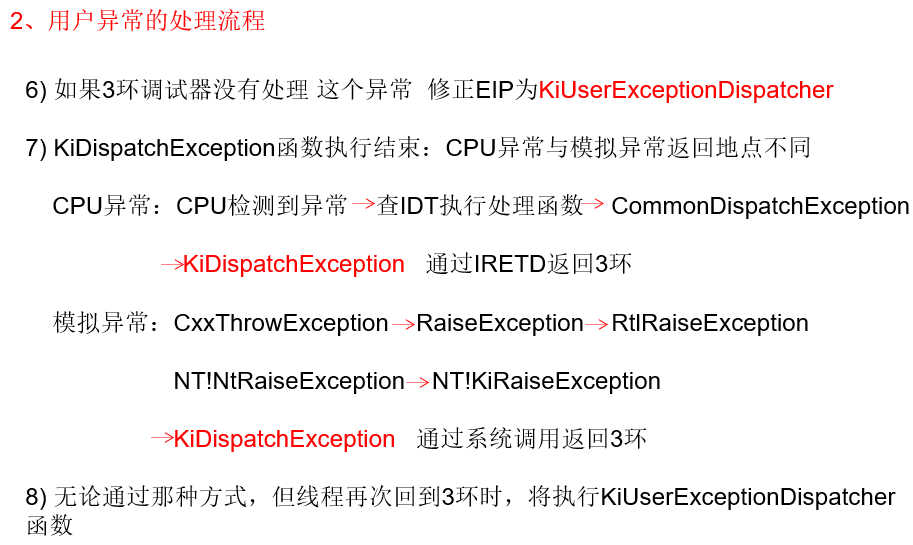 2、用户异常的处理流程
6) 如果3环调试器没有处理 这个异常 修正EIP为KiUserExceptionDispatcher
7) KiDispatchException函数执行结束：CPU异常与模拟异常返回地点不同
CPU异常：CPU检测到异常→查IDT执行处理函数→ CommonDispatchException
→KiDispatchException 通过IRETD返回3环
模拟异常：CxxThrowException→RaiseException→RtlRaiseException
NT!NtRaiseException→NT!KiRaiseException
→KiDispatchException 通过系统调用返回3环
8) 无论通过那种方式，但线程再次回到3环时，将执行KiUserExceptionDispatcher
函数